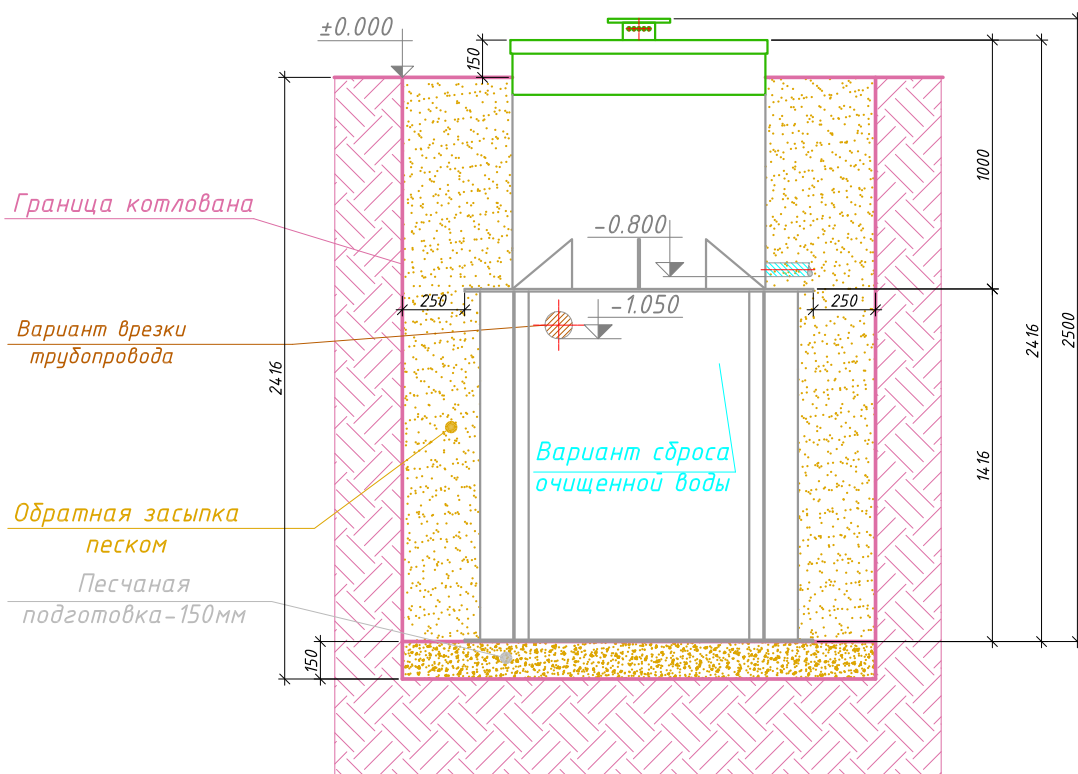 ±0.000
150
1000
Граница котлована
-0.800
250
-1.050
250
Вариант врезки
трубопровода
2416
2416
2500
Вариант сброса
очищенной воды
1416
Обратная засыпка
песком
Песчаная
подготовка-150мм
150